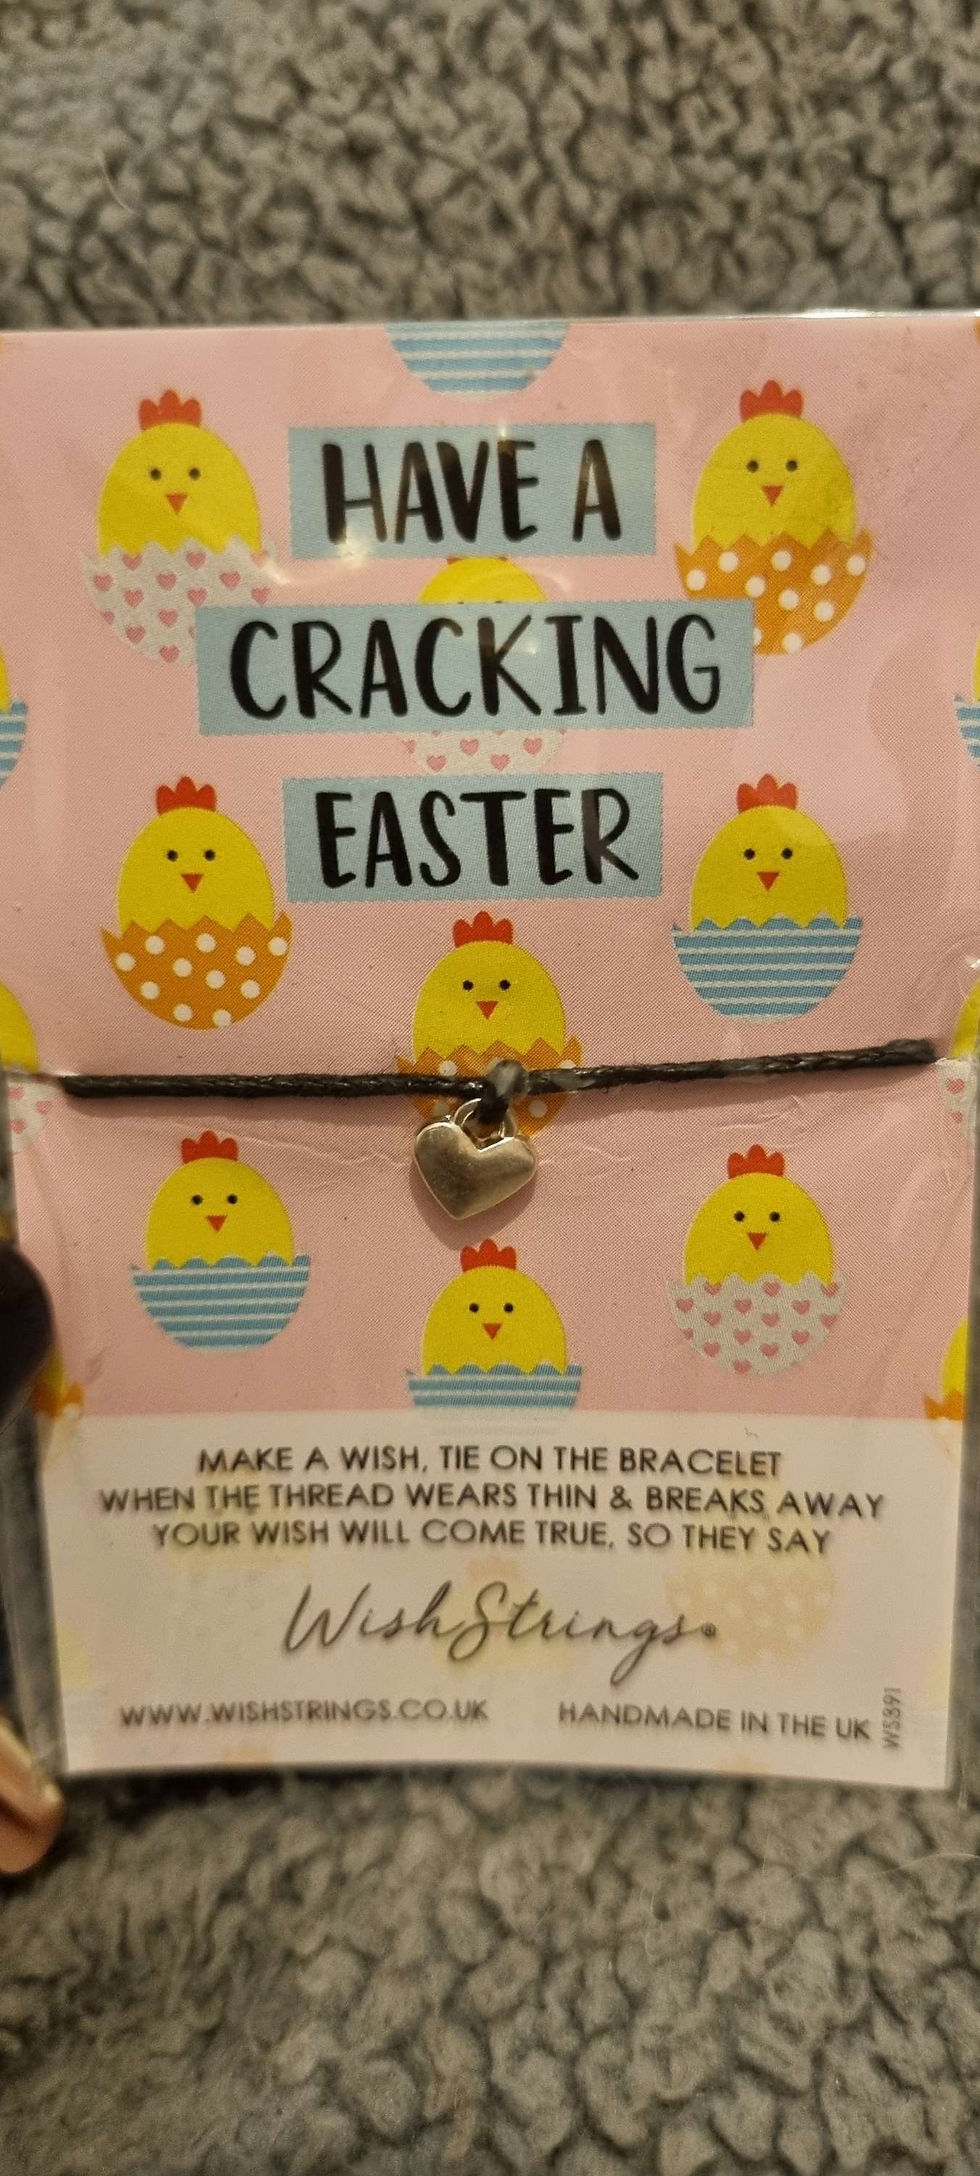 HAVE A
CRACKING
EASTER
MAKE A WISH, TIE ON THE BRACELET
WHEN THE THREAD WEARS THIN & BREAKS AWAY
YOUR WISH WILL COME TRUE, SO THEY SAY
WishStrings®
WWW.WISHSTRINGS.CO.UK
HANDMADE IN THE UK
WS391